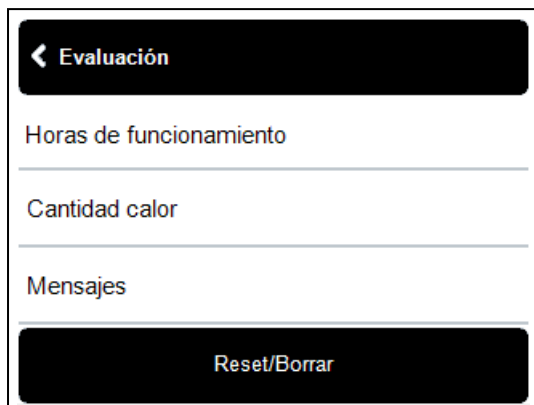 Evaluación
Horas de funcionamiento
Cantidad calor
Mensajes
Reset/Borrar